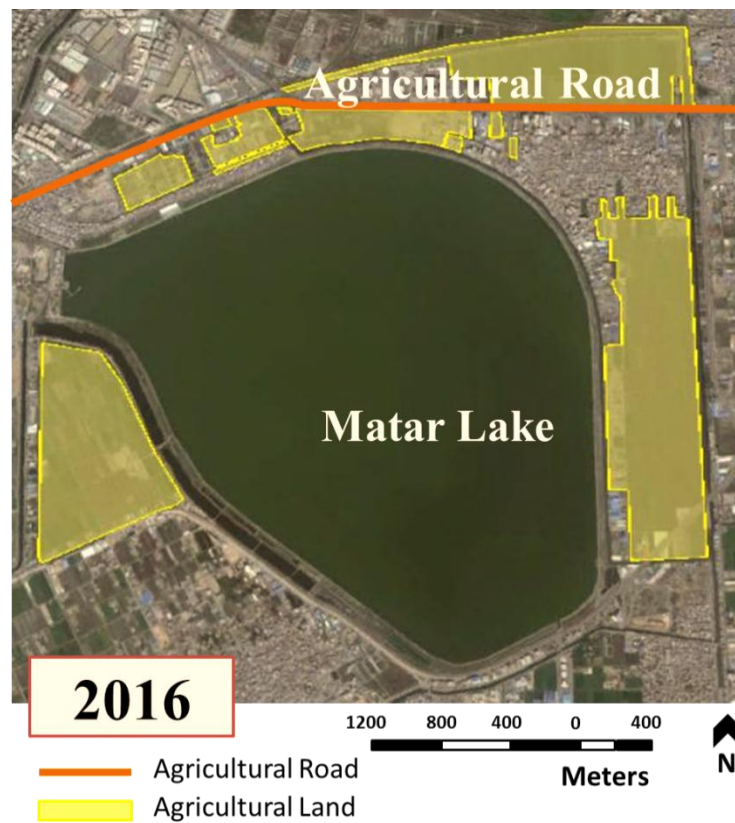 Agricultural Road
Matar Lake
2016
1200 800 400 0 400
Meters
N
Agricultural Road
Agricultural Land